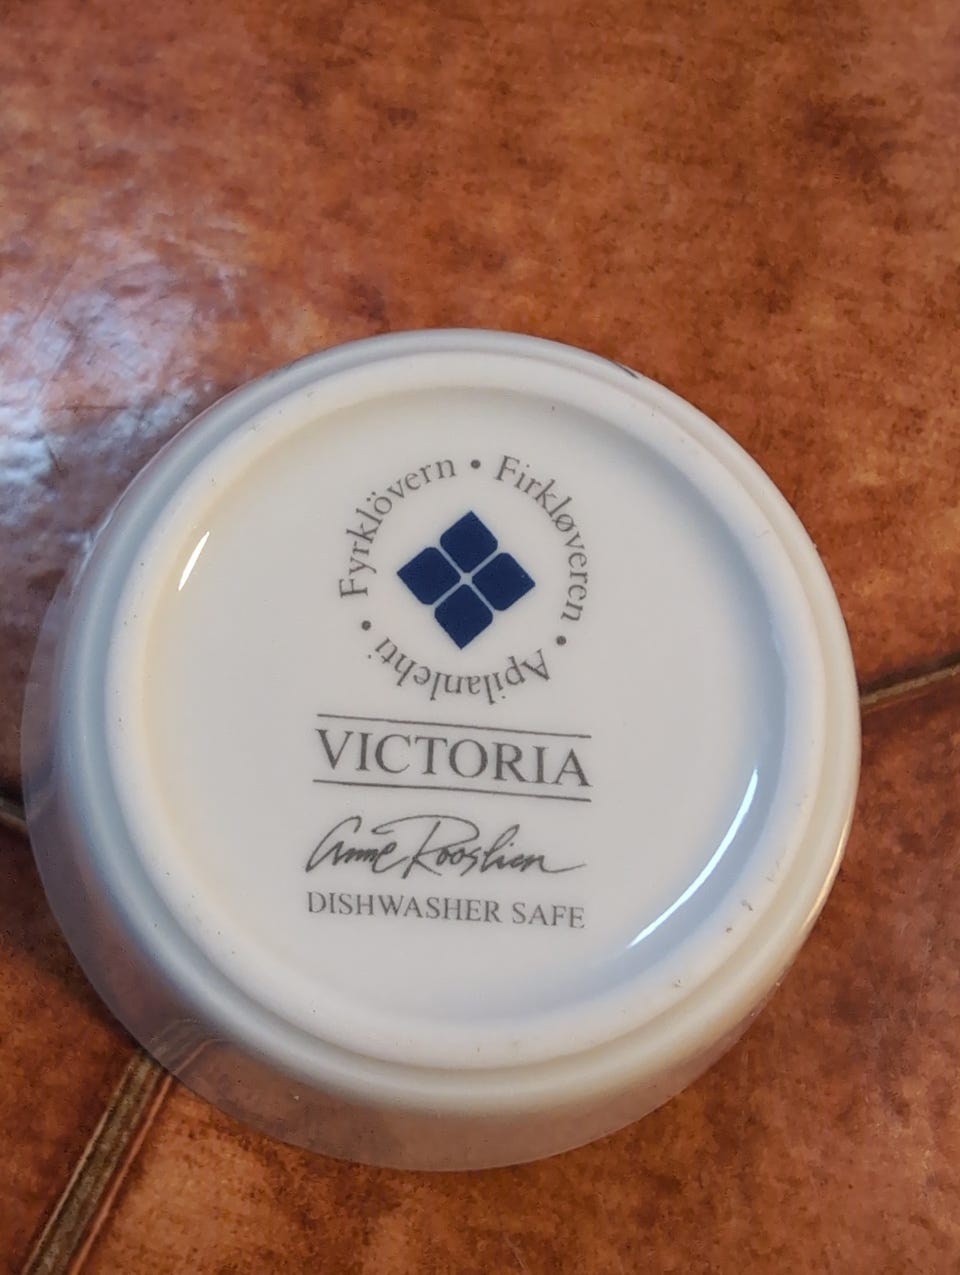 Fyrklövern • Firkløveren • Apilanlehti •
VICTORIA
Anne Rooslien
DISHWASHER SAFE